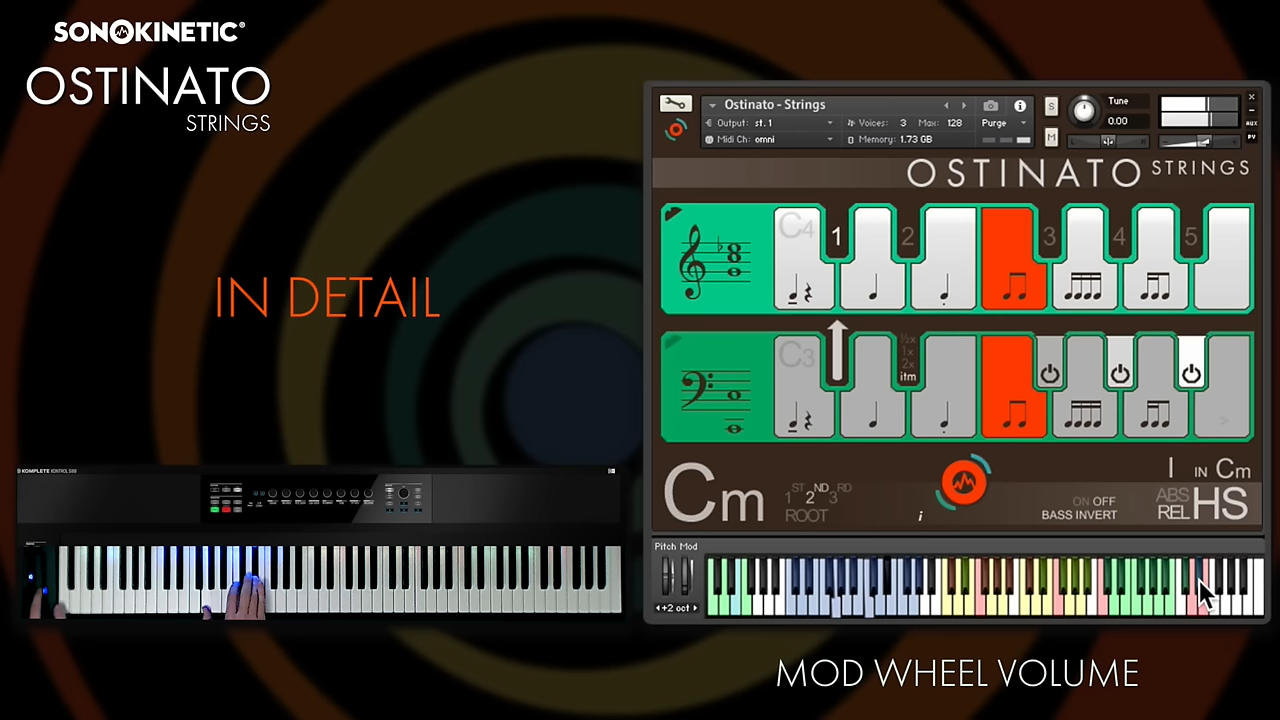 SONOKINETIC®
OSTINATO
STRINGS
IN DETAIL
KOMPLETE KONTROL S88
Ostinato - Strings
Output: st. 1
Voices: 3 Max: 128
Purge
Midi Ch: omni
Memory: 1.73 GB
S
M
Tune
0.00
L
R
AUX
PV
OSTINATO STRINGS
C4
1
2
3
4
5
C3
½x
1x
2x
itm
Cm
1ST 2ND 3RD
ROOT
i
I IN Cm
ON OFF
BASS INVERT
ABS
REL
HS
Pitch Mod
+2 oct
MOD WHEEL VOLUME